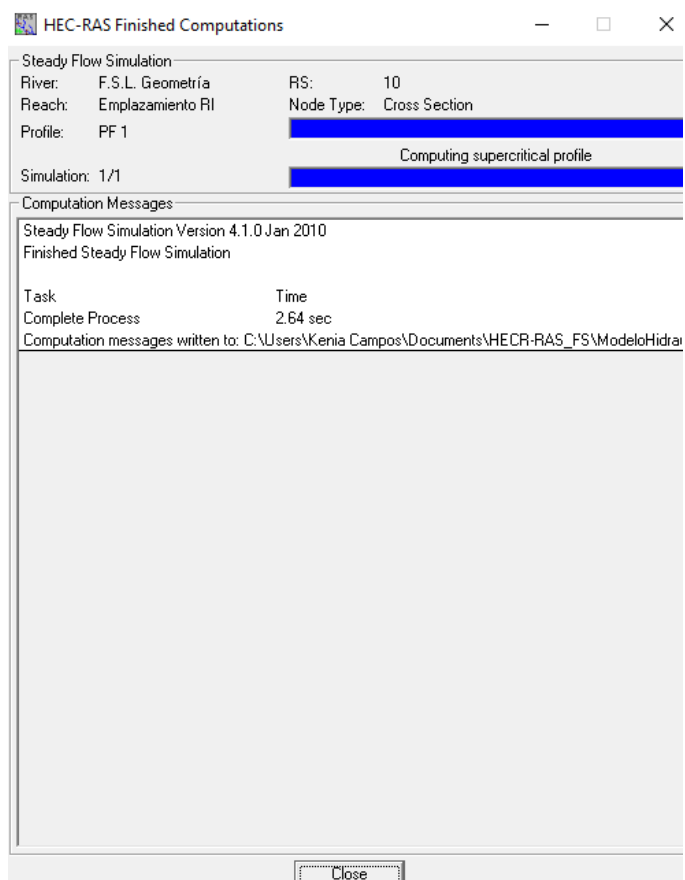 HEC-RAS Finished Computations
Steady Flow Simulation
River: F.S.L. Geometría RS: 10
Reach: Emplazamiento RI Node Type: Cross Section
Profile: PF 1
Computing supercritical profile
Simulation: 1/1
Computation Messages
Steady Flow Simulation Version 4.1.0 Jan 2010
Finished Steady Flow Simulation
Task Time
Complete Process 2.64 sec
Computation messages written to: C:\Users\Kenia Campos\Documents\HECR-RAS_FS\ModeloHidrau
Close